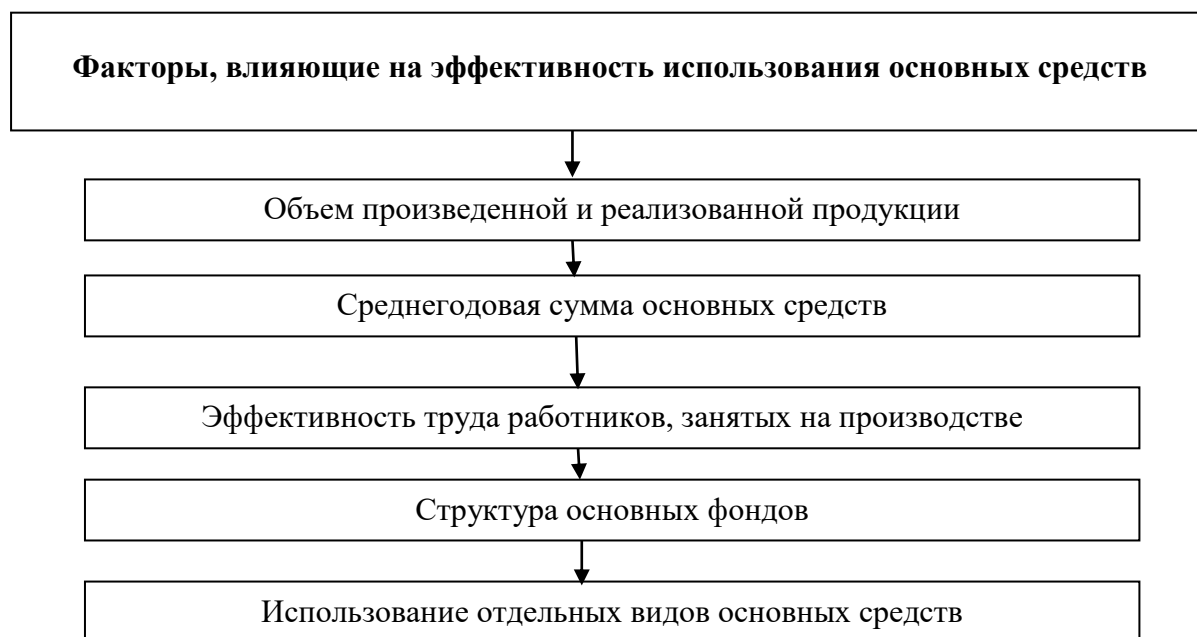 Факторы, влияющие на эффективность использования основных средств
Объем произведенной и реализованной продукции
Среднегодовая сумма основных средств
Эффективность труда работников, занятых на производстве
Структура основных фондов
Использование отдельных видов основных средств